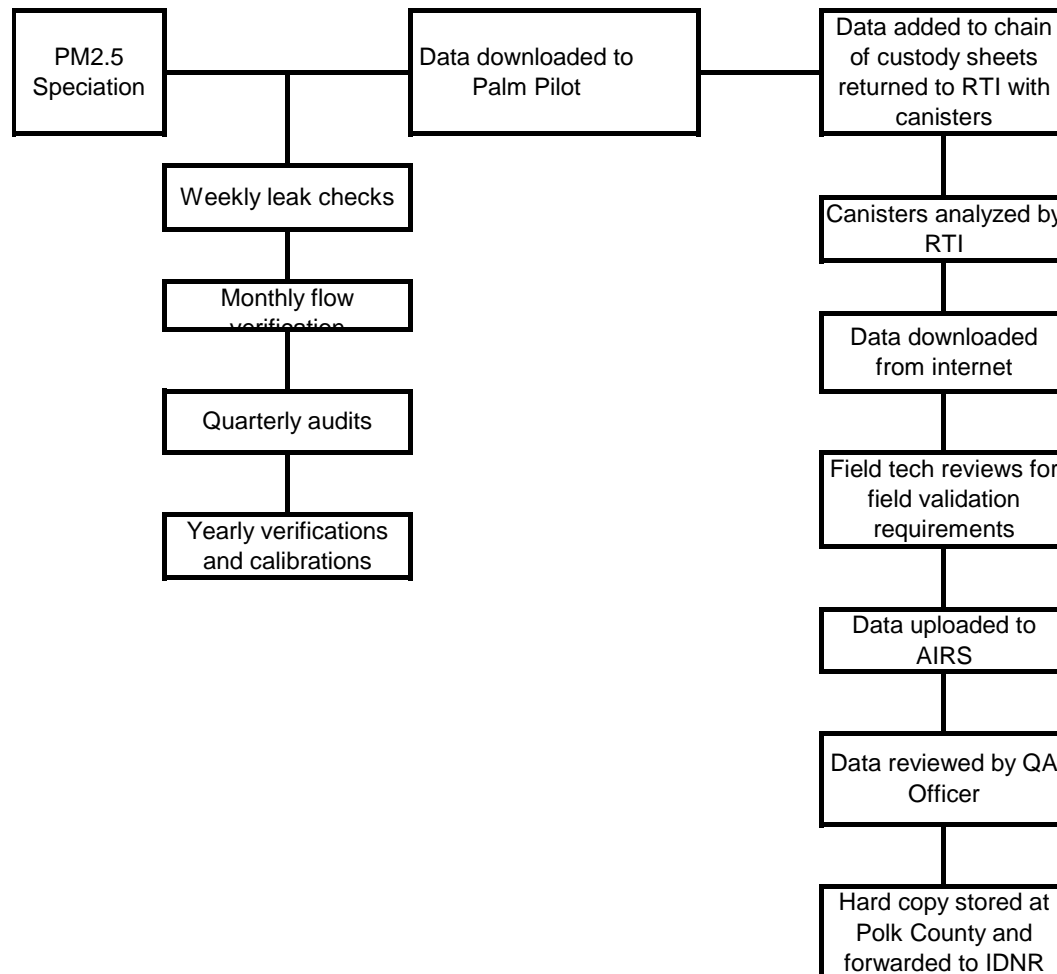 PM2.5
Speciation
Data downloaded to
Palm Pilot
Data added to chain
of custody sheets
returned to RTI with
canisters
Weekly leak checks
Monthly flow
verification
Quarterly audits
Yearly verifications
and calibrations
Canisters analyzed by
RTI
Data downloaded
from internet
Field tech reviews for
field validation
requirements
Data uploaded to
AIRS
Data reviewed by QA
Officer
Hard copy stored at
Polk County and
forwarded to IDNR